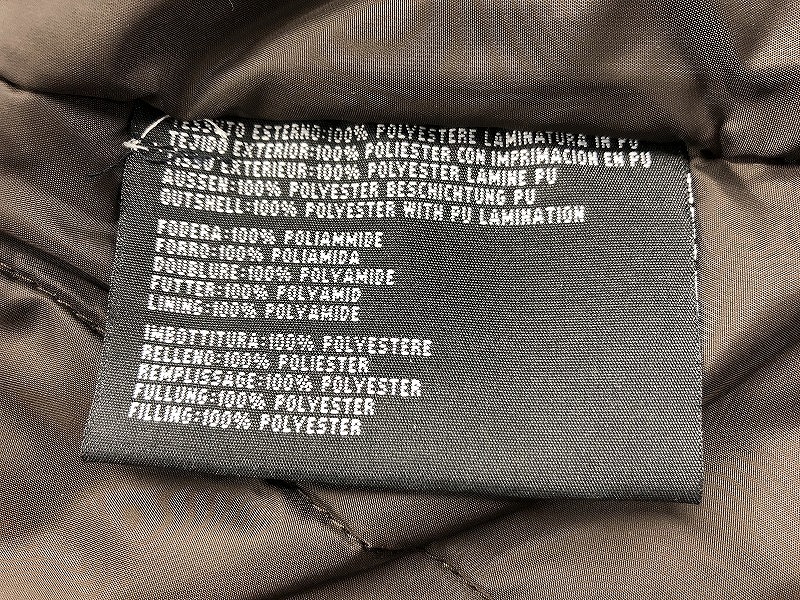 TESSUTO ESTERNO:100% POLYESTERE LAMINATURA IN PU
TEJIDO EXTERIOR:100% POLIESTER CON IMPRIMACION EN PU
TISSU EXTERIEUR:100% POLYESTER LAMINE PU
AUSSEN:100% POLYESTER BESCHICHTUNG PU
OUTSHELL:100% POLYESTER WITH PU LAMINATION
FODERA:100% POLIAMMIDE
FORRO:100% POLIAMIDA
DOUBLURE:100% POLYAMIDE
FUTTER:100% POLYAMID
LINING:100% POLYAMIDE
IMBOTTITURA:100% POLYESTERE
RELLENO:100% POLIESTER
REMPLISSAGE:100% POLYESTER
FULLUNG:100% POLYESTER
FILLING:100% POLYESTER